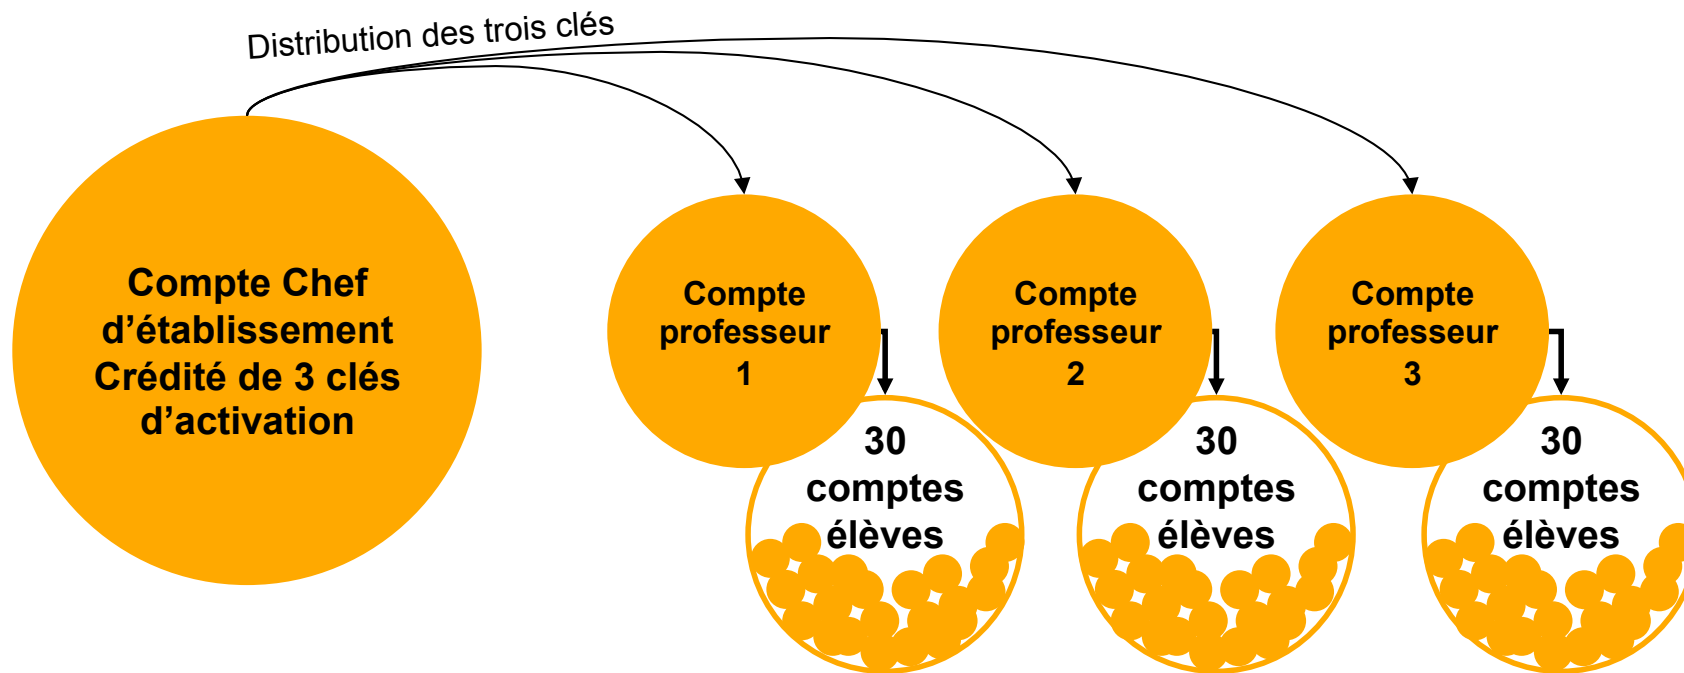 Distribution des trois clés
Compte Chef
d’établissement
Crédité de 3 clés
d’activation
Compte
professeur
1
Compte
professeur
2
Compte
professeur
3
30
comptes
élèves
30
comptes
élèves
30
comptes
élèves